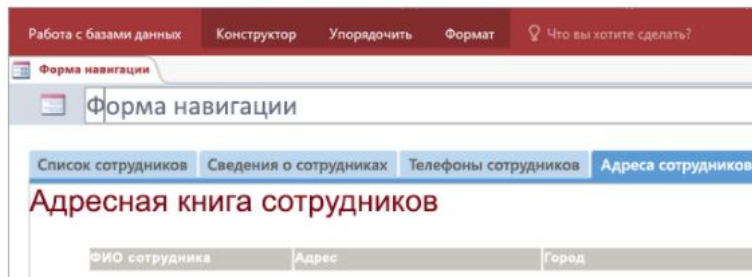 Работа с базами данных Конструктор Упорядочить Формат Что вы хотите сделать?
Форма навигации
Форма навигации
Список сотрудников Сведения о сотрудниках Телефоны сотрудников Адреса сотрудников
Адресная книга сотрудников
ФИО сотрудника Адрес Город